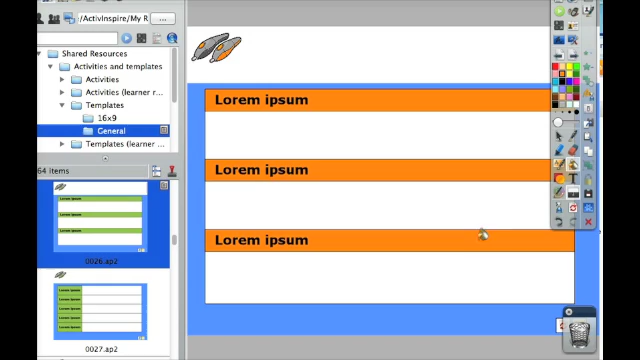 :/ActivInspire/My R
...
Shared Resources
Activities and templates
Activities
Activities (learner r...
Templates
16x9
General
Templates (learner ...
64 items
0026.ap2
0027.ap2
Lorem ipsum
Lorem ipsum
Lorem ipsum